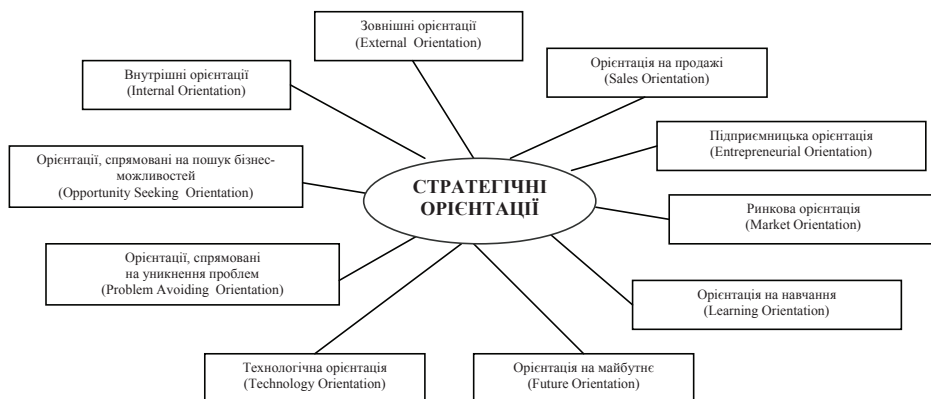 Зовнішні орієнтації
(External Orientation)
Орієнтація на продажі
(Sales Orientation)
Внутрішні орієнтації
(Internal Orientation)
Підприємницька орієнтація
(Entrepreneurial Orientation)
Орієнтації, спрямовані на пошук бізнес-
можливостей
(Opportunity Seeking Orientation)
СТРАТЕГІЧНІ
ОРІЄНТАЦІЇ
Ринкова орієнтація
(Market Orientation)
Орієнтації, спрямовані
на уникнення проблем
(Problem Avoiding Orientation)
Орієнтація на навчання
(Learning Orientation)
Технологічна орієнтація
(Technology Orientation)
Орієнтація на майбутнє
(Future Orientation)